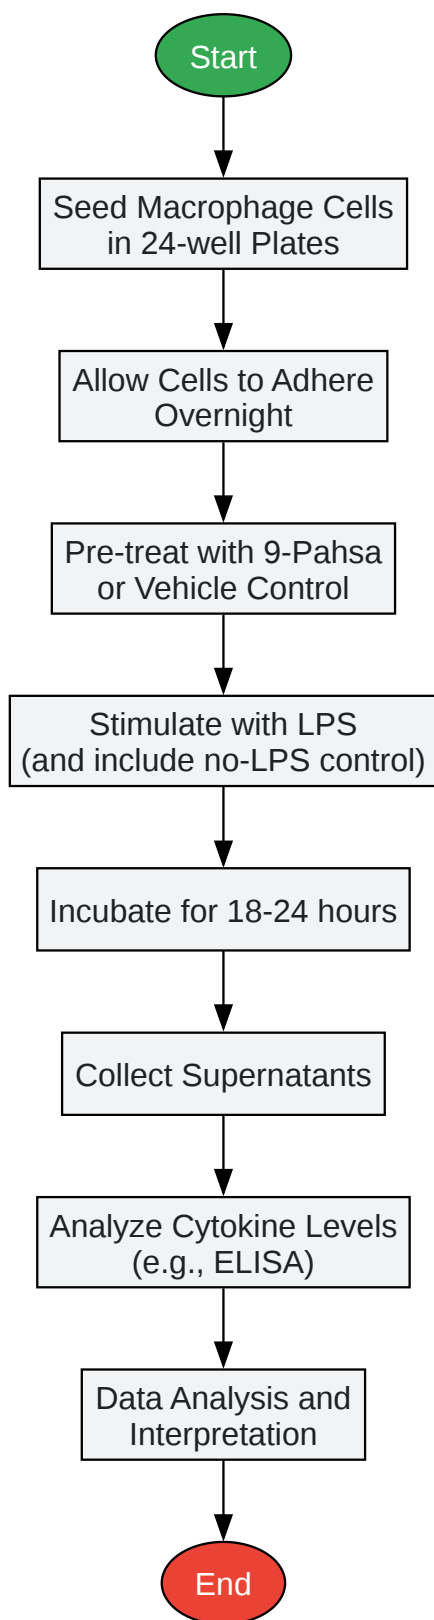 Start
Seed Macrophage Cells
in 24-well Plates
Allow Cells to Adhere
Overnight
Pre-treat with 9-Pahsa
or Vehicle Control
Stimulate with LPS
(and include no-LPS control)
Incubate for 18-24 hours
Collect Supernatants
Analyze Cytokine Levels
(e.g., ELISA)
Data Analysis and
Interpretation
End